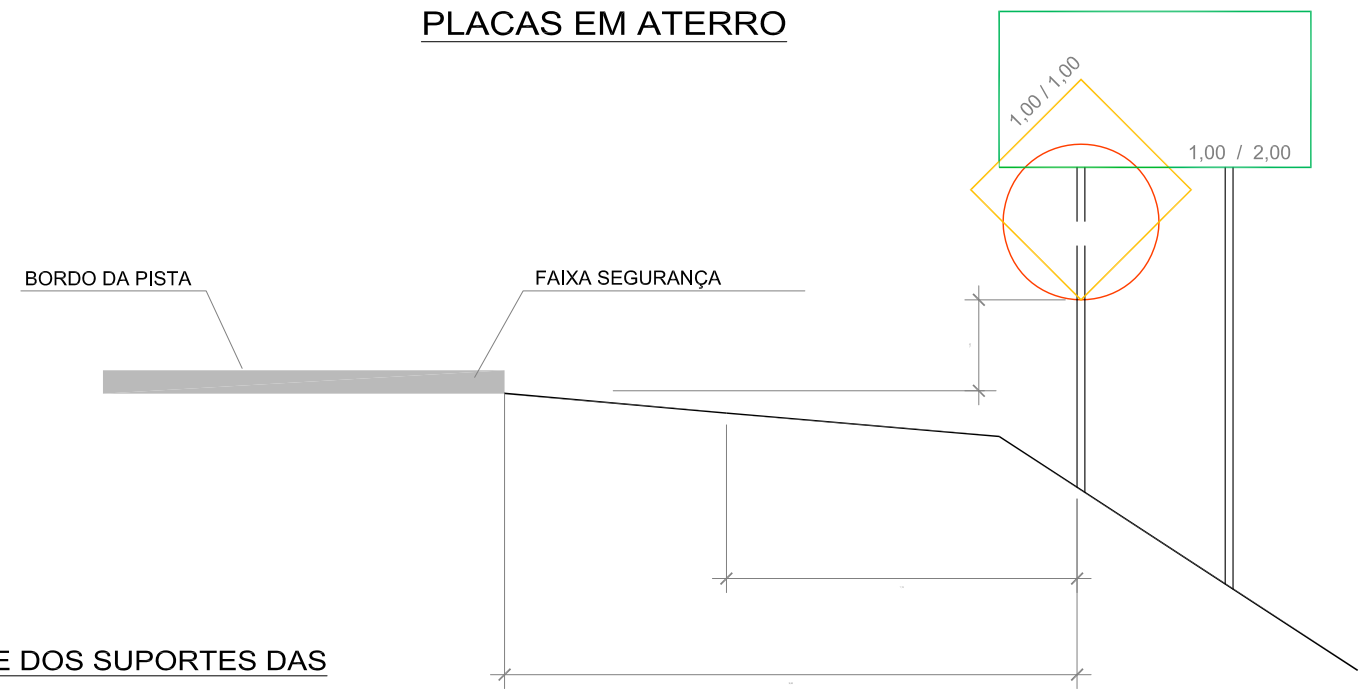 PLACAS EM ATERRO
1,00 / 1,00
1,00 / 2,00
BORDO DA PISTA
FAIXA SEGURANÇA
E DOS SUPORTES DAS